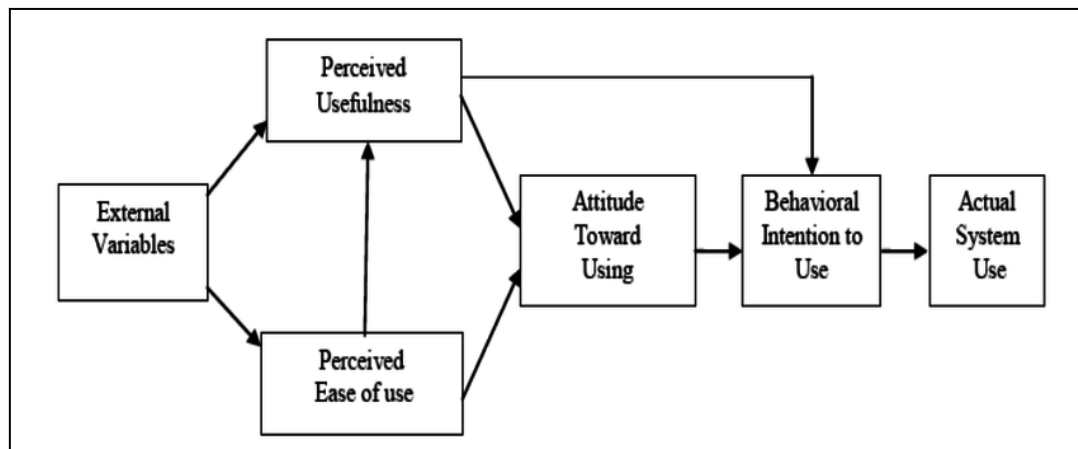 Perceived
Usefulness
External
Variables
Attitude
Toward
Using
Behavioral
Intention to
Use
Actual
System
Use
Perceived
Ease of use